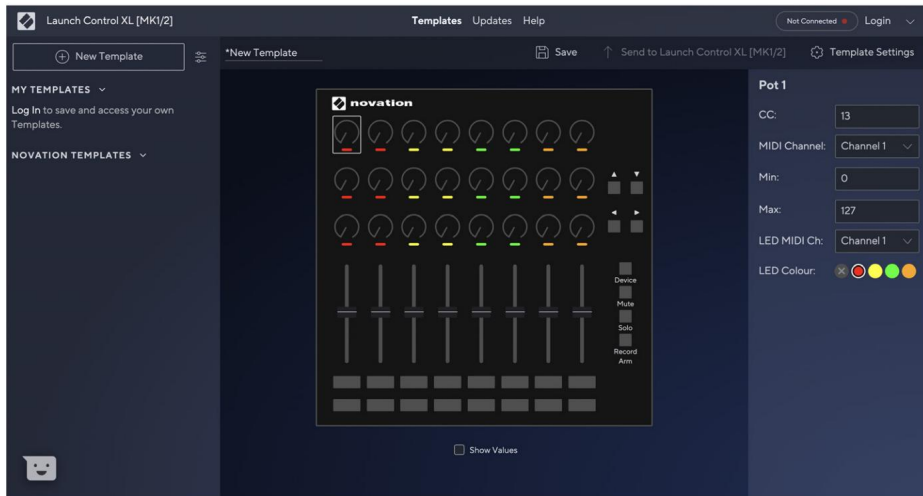 Launch Control XL [MK1/2]
Templates Updates Help
Not Connected
Login
New Template
*New Template
Save
Send to Launch Control XL [MK1/2]
Template Settings
MY TEMPLATES
Log In to save and access your own
Templates.
NOVATION TEMPLATES
novation
Device
Mute
Solo
Record
Arm
Show Values
Pot 1
CC: 13
MIDI Channel: Channel 1
Min: 0
Max: 127
LED MIDI Ch: Channel 1
LED Colour: